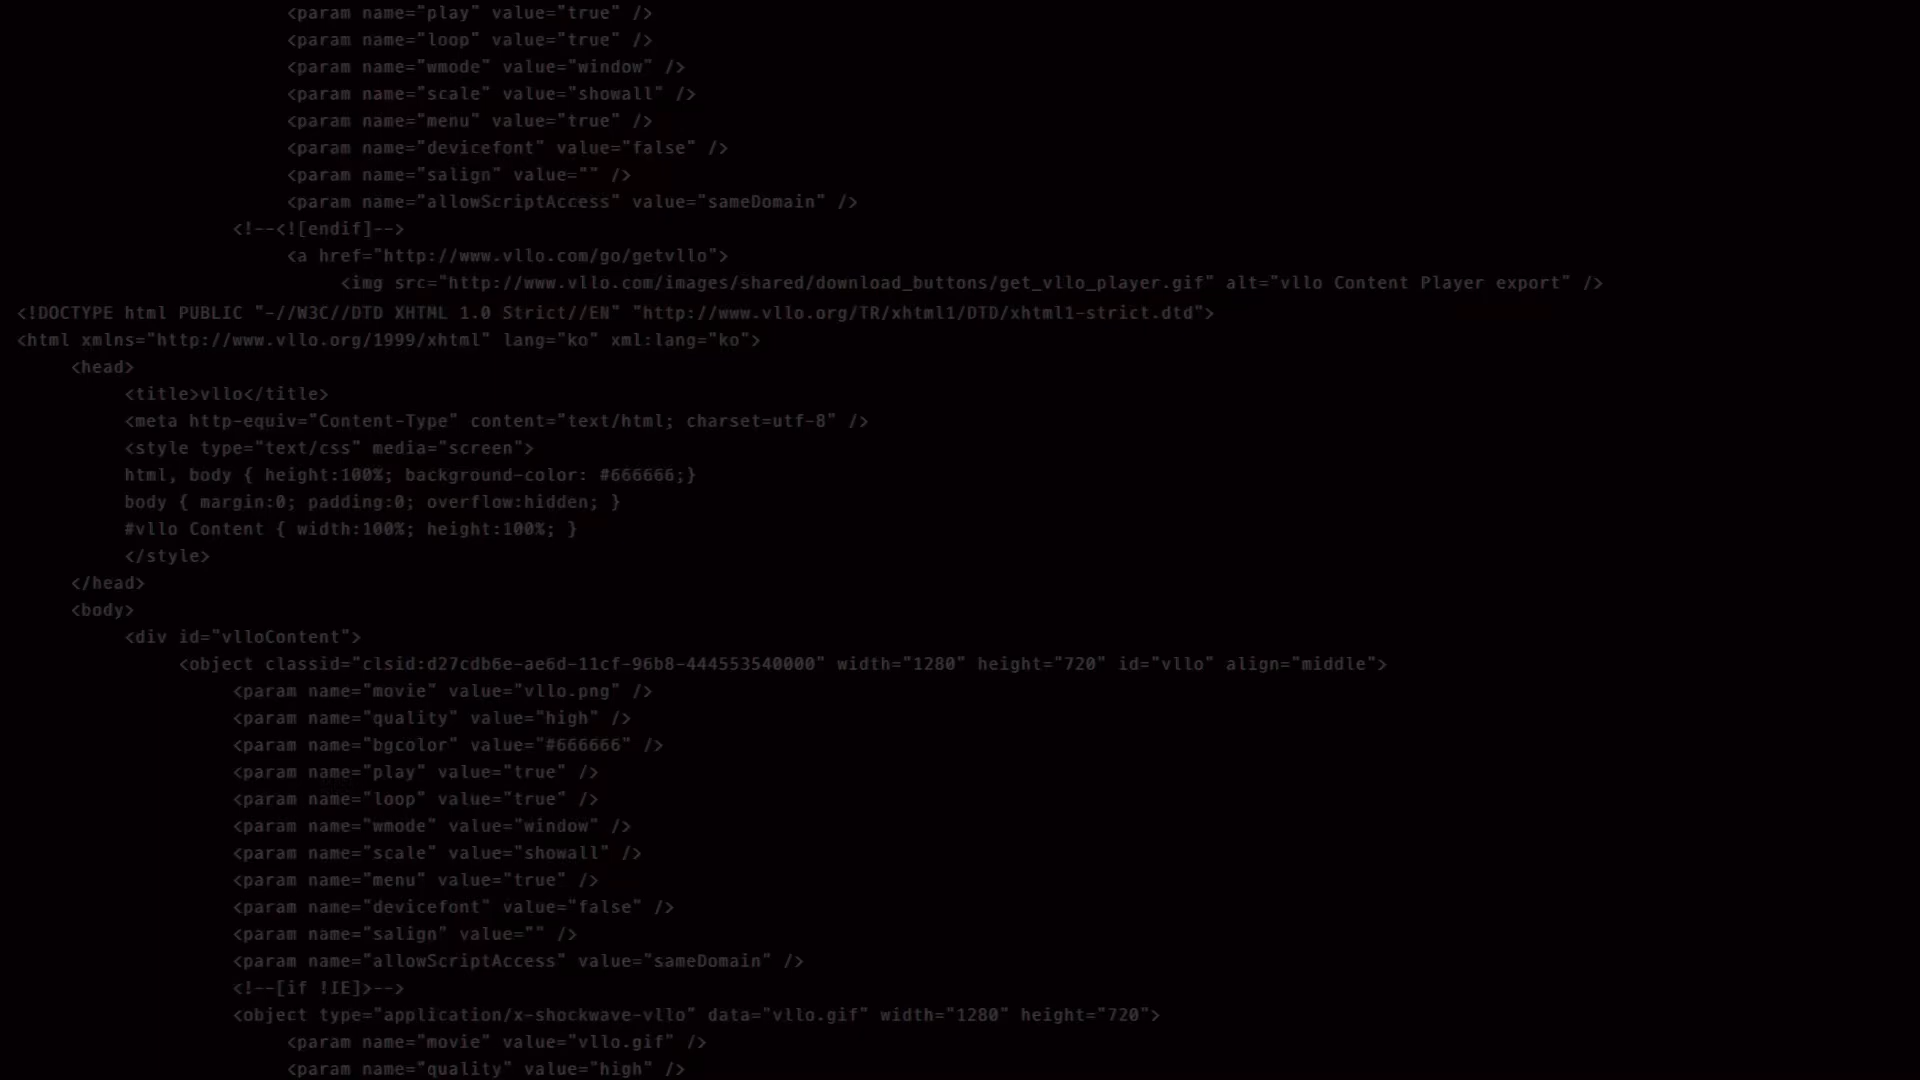 <param name="play" value="true" />
<param name="loop" value="true" />
<param name="wmode" value="window" />
<param name="scale" value="showall" />
<param name="menu" value="true" />
<param name="devicefont" value="false" />
<param name="salign" value="" />
<param name="allowScriptAccess" value="sameDomain" />
<!--<![endif]-->
<a href="http://www.vllo.com/go/getvllo">
<img src="http://www.vllo.com/images/shared/download_buttons/get_vllo_player.gif" alt="vllo Content Player export" />
<!DOCTYPE html PUBLIC "-//W3C//DTD XHTML 1.0 Strict//EN" "http://www.vllo.org/TR/xhtml1/DTD/xhtml1-strict.dtd">
<html xmlns="http://www.vllo.org/1999/xhtml" lang="ko" xml:lang="ko">
<head>
<title>vllo</title>
<meta http-equiv="Content-Type" content="text/html; charset=utf-8" />
<style type="text/css" media="screen">
html, body { height:100%; background-color: #666666;}
body { margin:0; padding:0; overflow:hidden; }
#vllo Content { width:100%; height:100%; }
</style>
</head>
<body>
<div id="vlloContent">
<object classid="clsid:d27cdb6e-ae6d-11cf-96b8-444553540000" width="1280" height="720" id="vllo" align="middle">
<param name="movie" value="vllo.png" />
<param name="quality" value="high" />
<param name="bgcolor" value="#666666" />
<param name="play" value="true" />
<param name="loop" value="true" />
<param name="wmode" value="window" />
<param name="scale" value="showall" />
<param name="menu" value="true" />
<param name="devicefont" value="false" />
<param name="salign" value="" />
<param name="allowScriptAccess" value="sameDomain" />
<!--[if !IE]>-->
<object type="application/x-shockwave-vllo" data="vllo.gif" width="1280" height="720">
<param name="movie" value="vllo.gif" />
<param name="quality" value="high" />